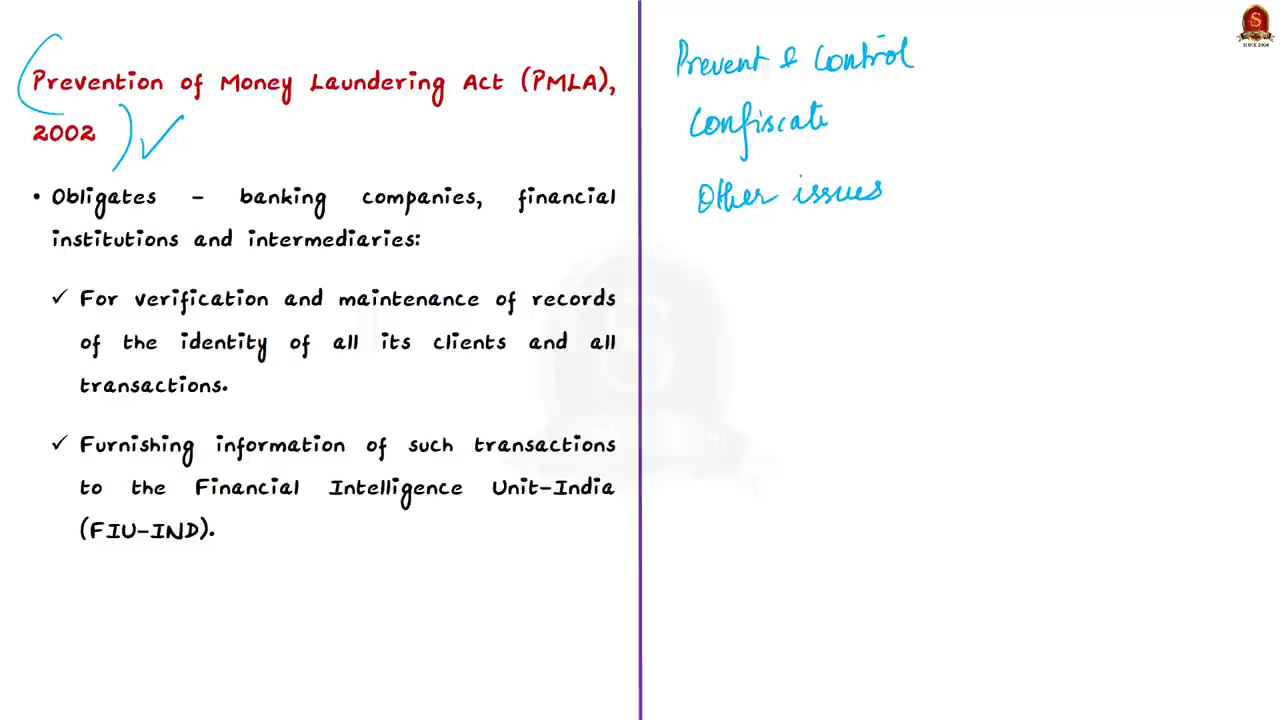 Prevention of Money Laundering Act (PMLA),
2002
• Obligates – banking companies, financial
institutions and intermediaries:
✓ For verification and maintenance of records
of the identity of all its clients and all
transactions.
✓ Furnishing information of such transactions
to the Financial Intelligence Unit-India
(FIU-IND).
Prevent & Control
Confiscate
Other issues
S
SINCE 2004